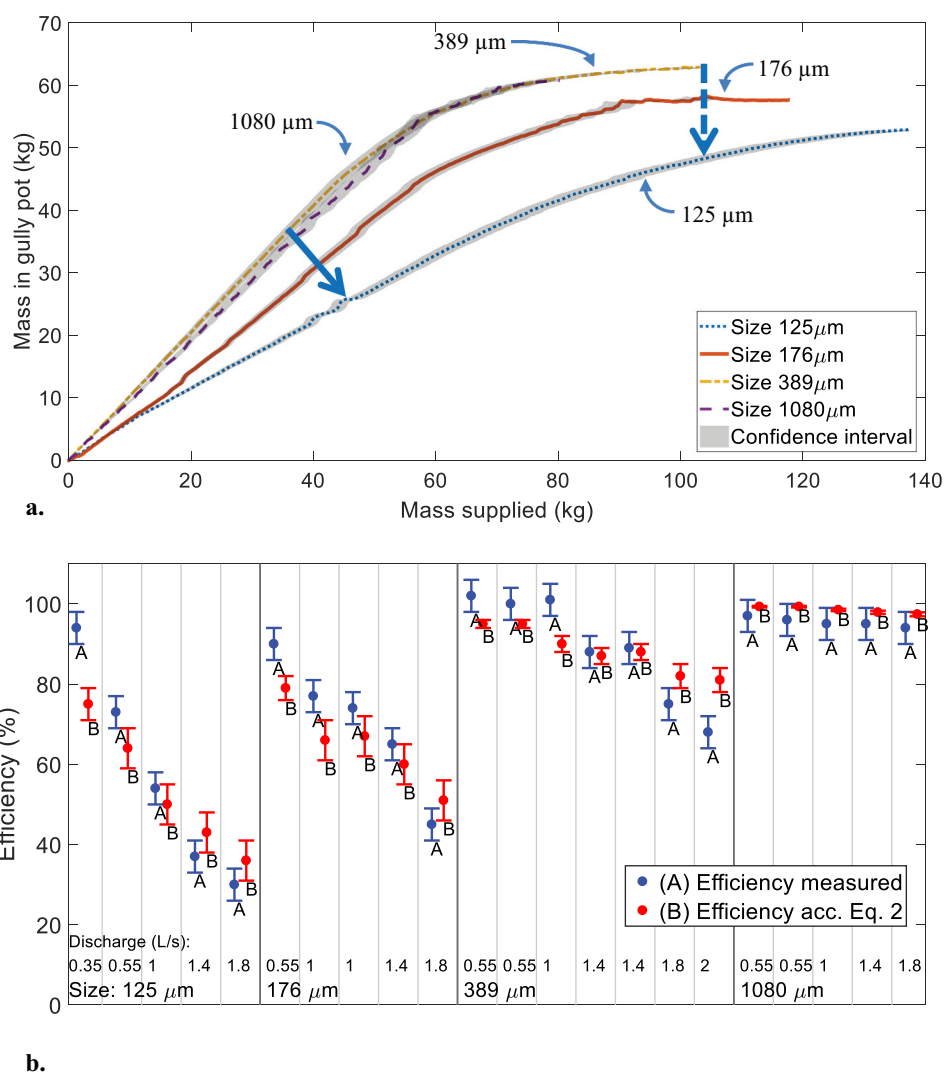 70
60
50
40
30
20
10
0
Mass in gully pot (kg)
389 µm
176 µm
1080 µm
125 µm
Size 125µm
Size 176µm
Size 389µm
Size 1080µm
Confidence interval
0 20 40 60 80 100 120 140
a.
Mass supplied (kg)
100
80
60
40
20
0
Efficiency (%)
A B A B A B A B A B
A B A B A B A B A B
A B A B A B A B A B A B A B
A B A B A B A B A B
(A) Efficiency measured
(B) Efficiency acc. Eq. 2
Discharge (L/s):
0.35 0.55 1 1.4 1.8 0.55 1 1 1.4 1.8 0.55 0.55 1 1.4 1.4 1.8 2 0.55 0.55 1 1.4 1.8
Size: 125 µm 176 µm 389 µm 1080 µm
b.